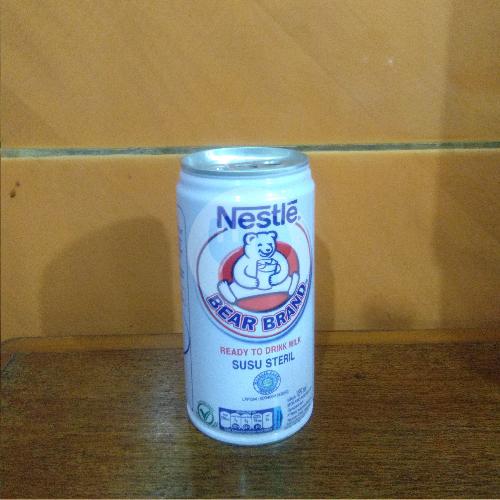 Nestlé
BEAR BRAND
READY TO DRINK MILK
SUSU STERIL